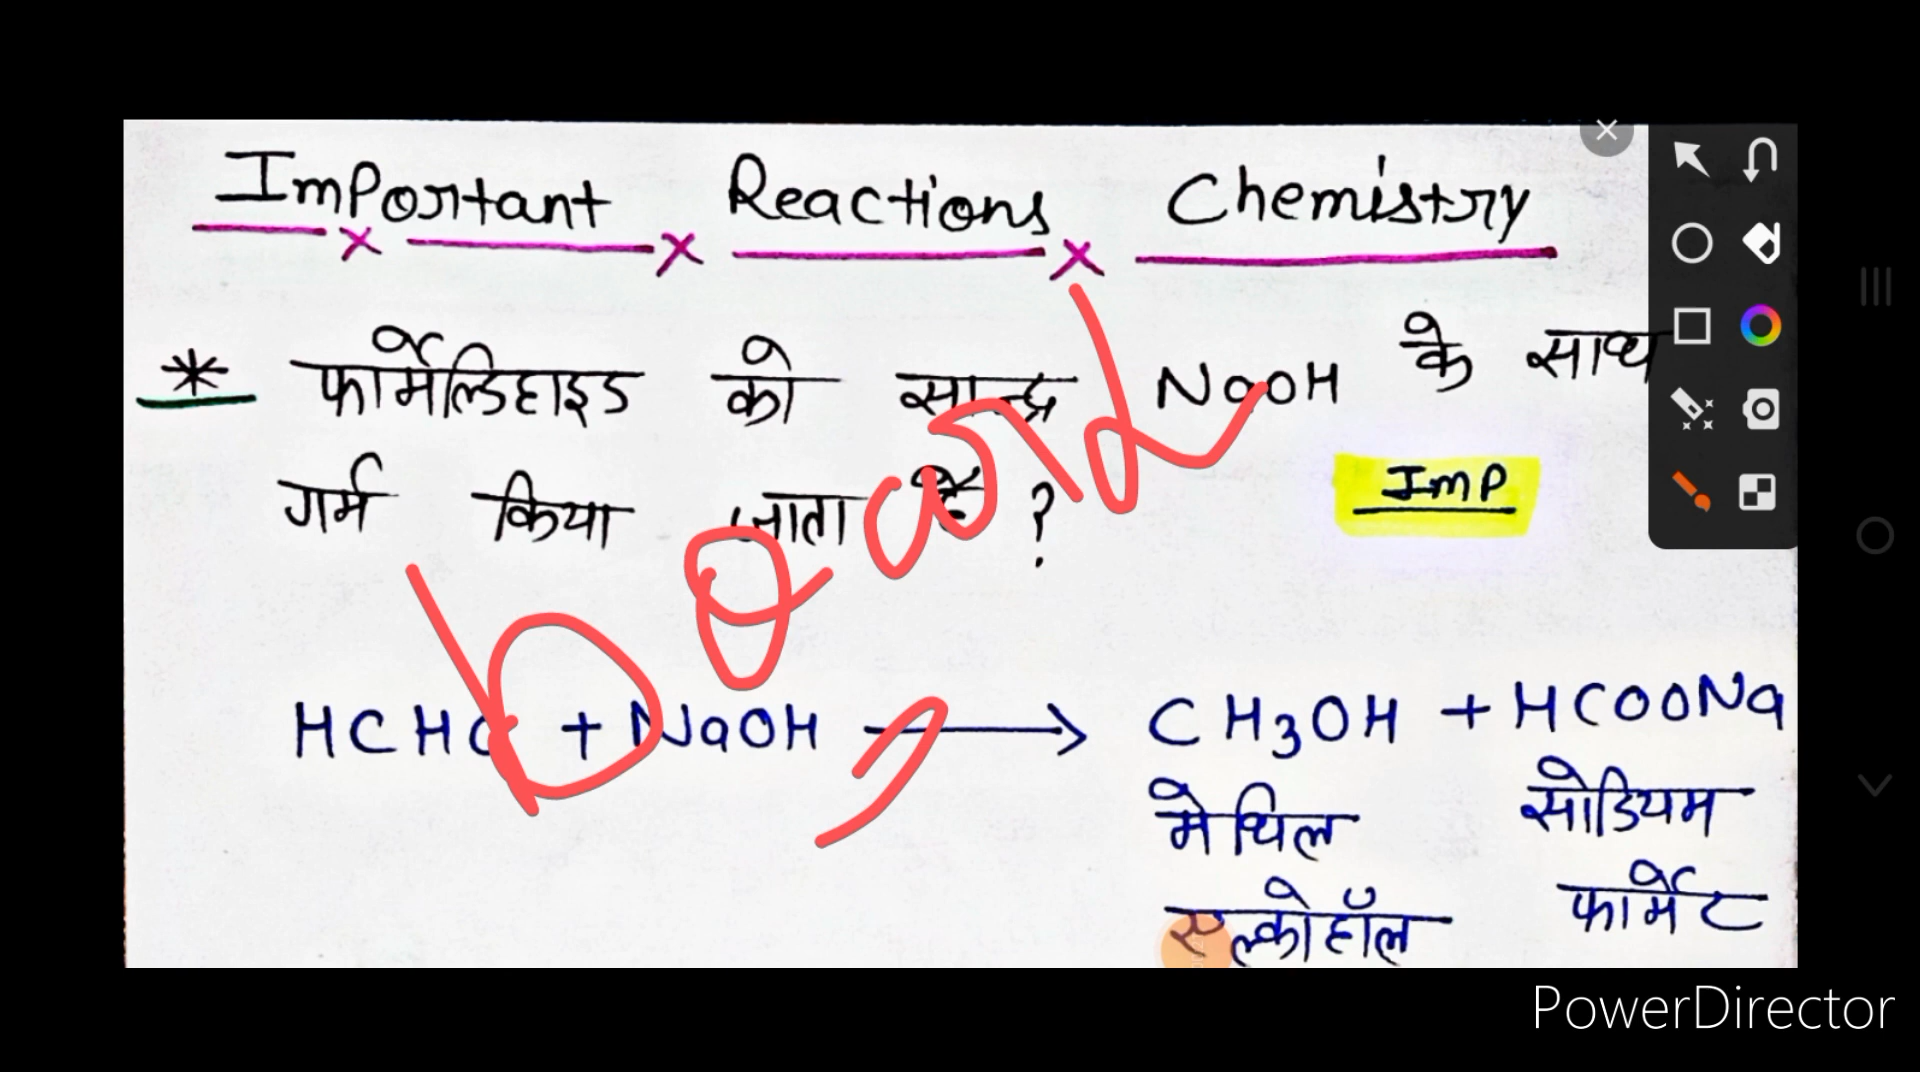 Important Reactions Chemistry
* फार्मेल्डिहाइड को सान्द्र NaOH के साथ
गर्म किया जाता है ?
Imp
board
HCHO + NaOH → CH3OH + HCOONa
मेथिल सोडियम
एल्कोहॉल फार्मेट
PowerDirector